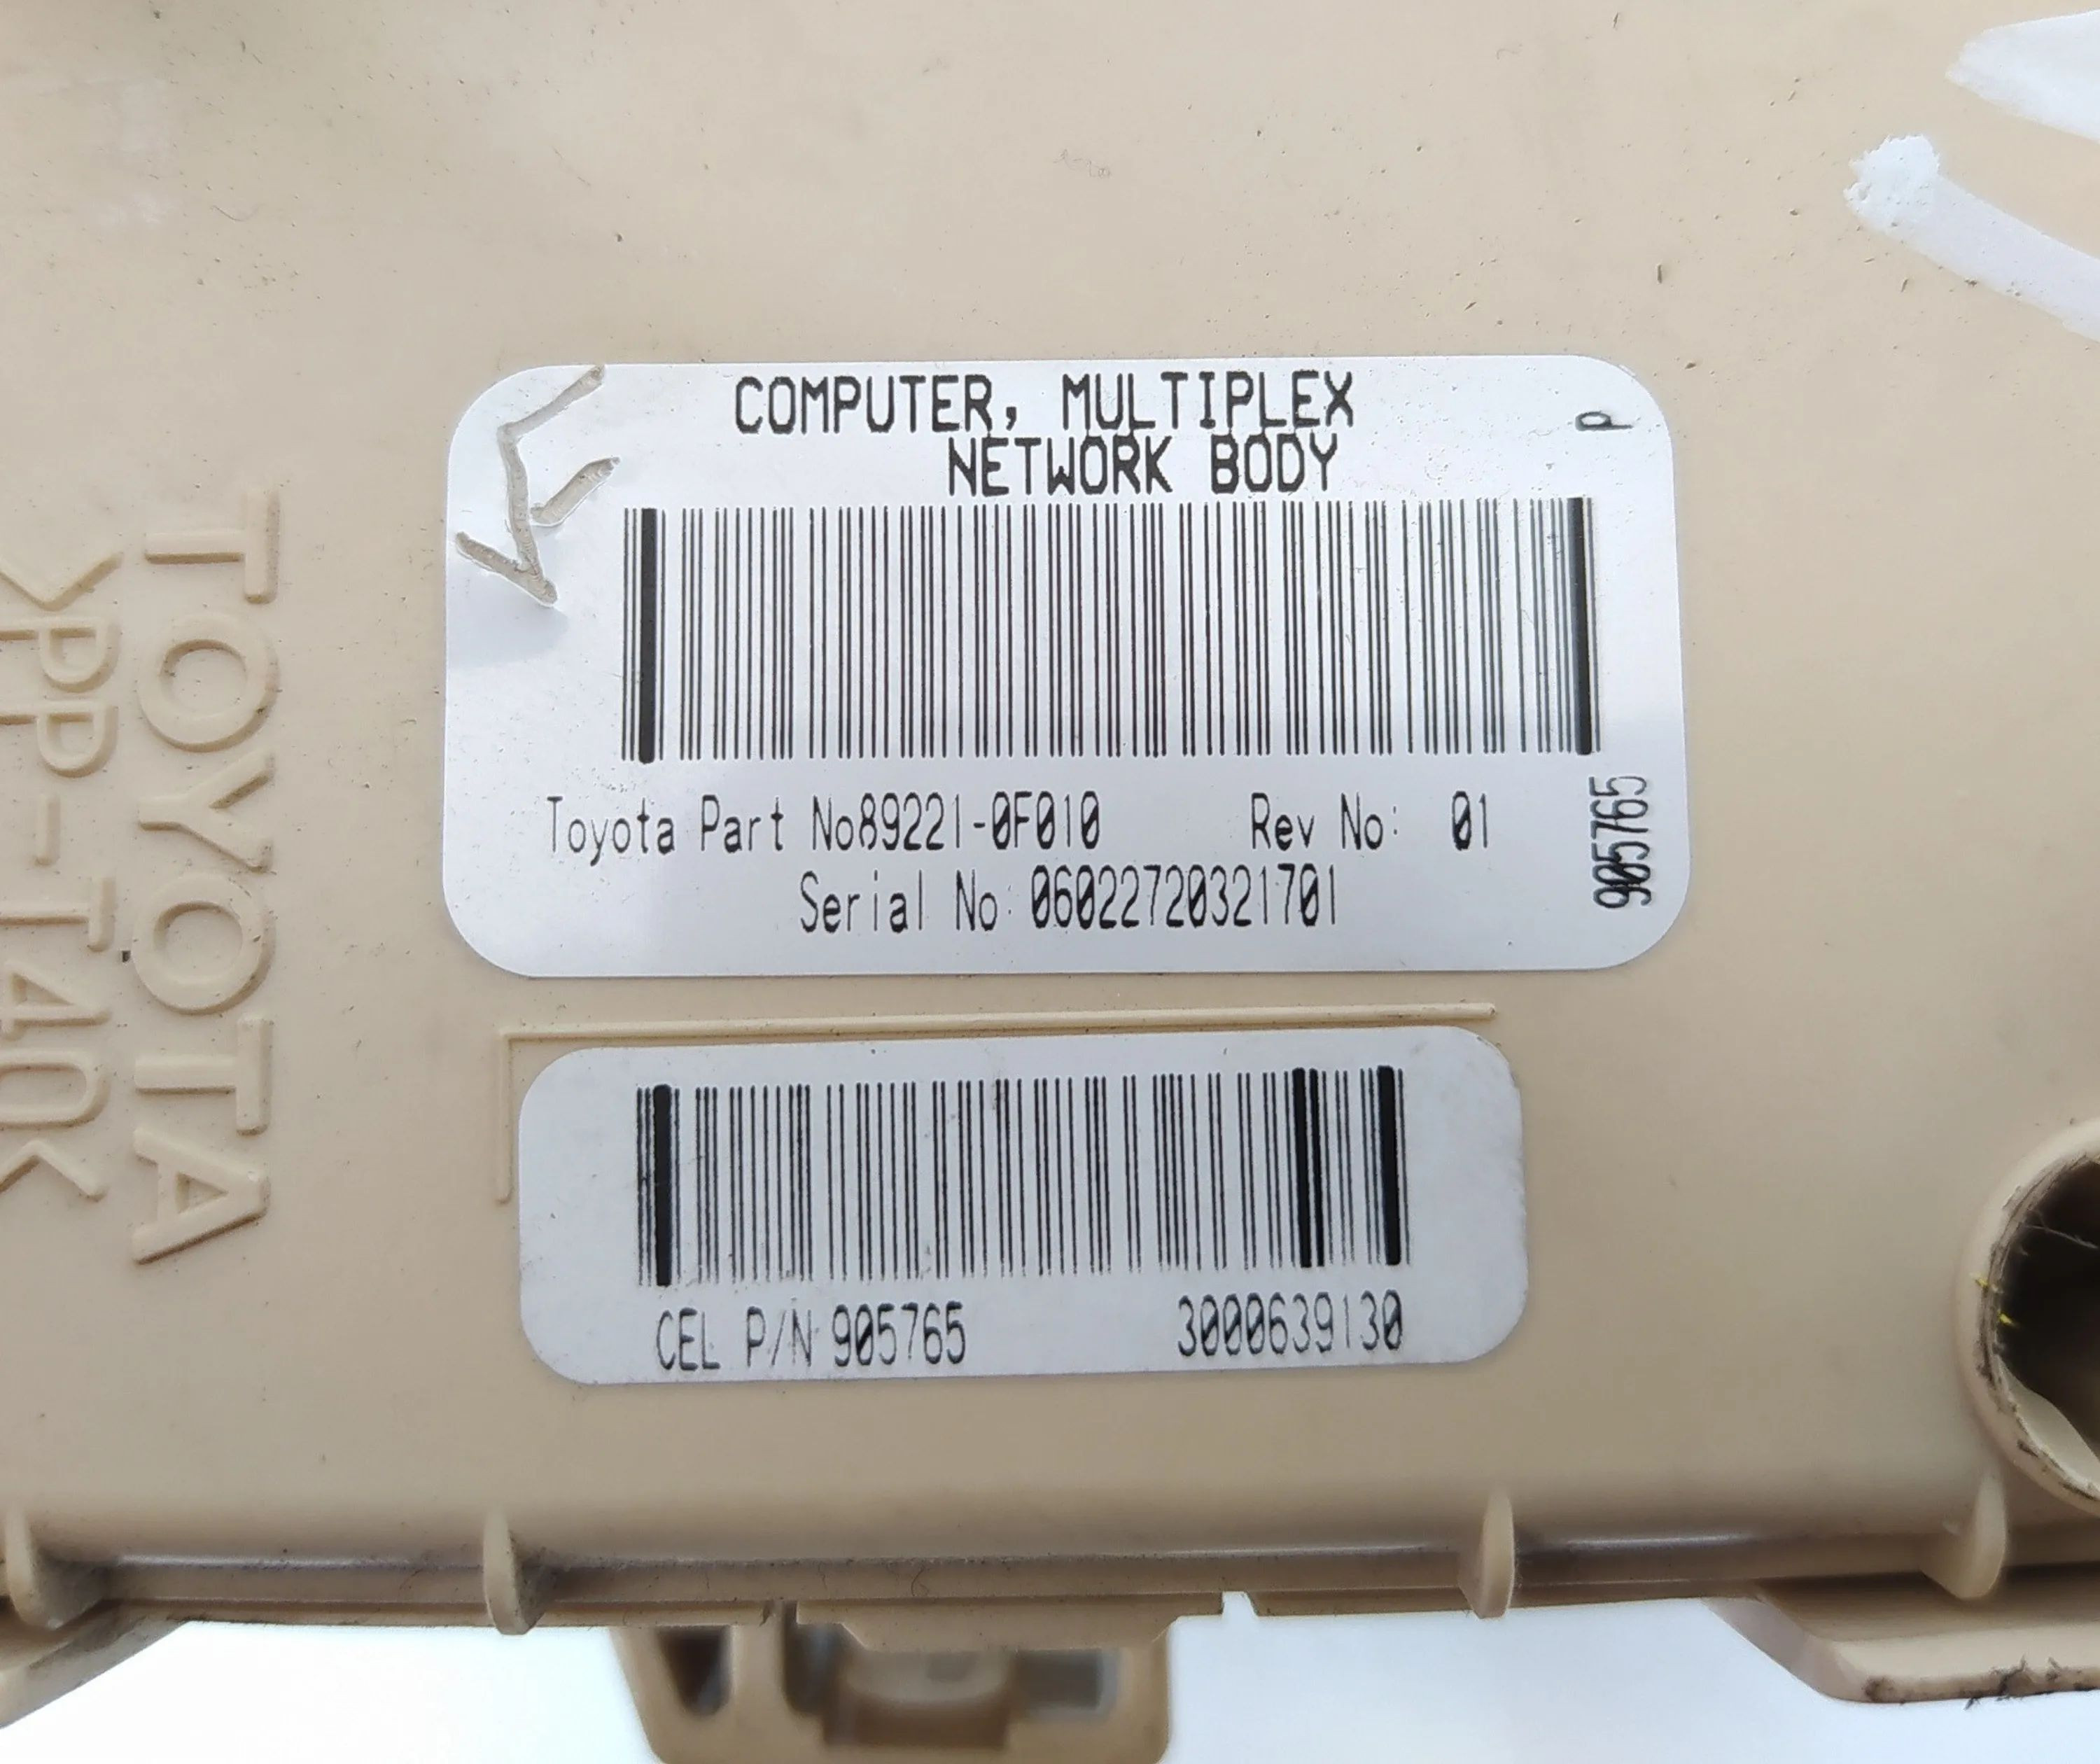 COMPUTER, MULTIPLEX
NETWORK BODY
P
Toyota Part No89221-0F010 Rev No: 01
Serial No:06022720321701
905765
CEL P/N 905765 3000639130
TOYOTA
>PP-T40<